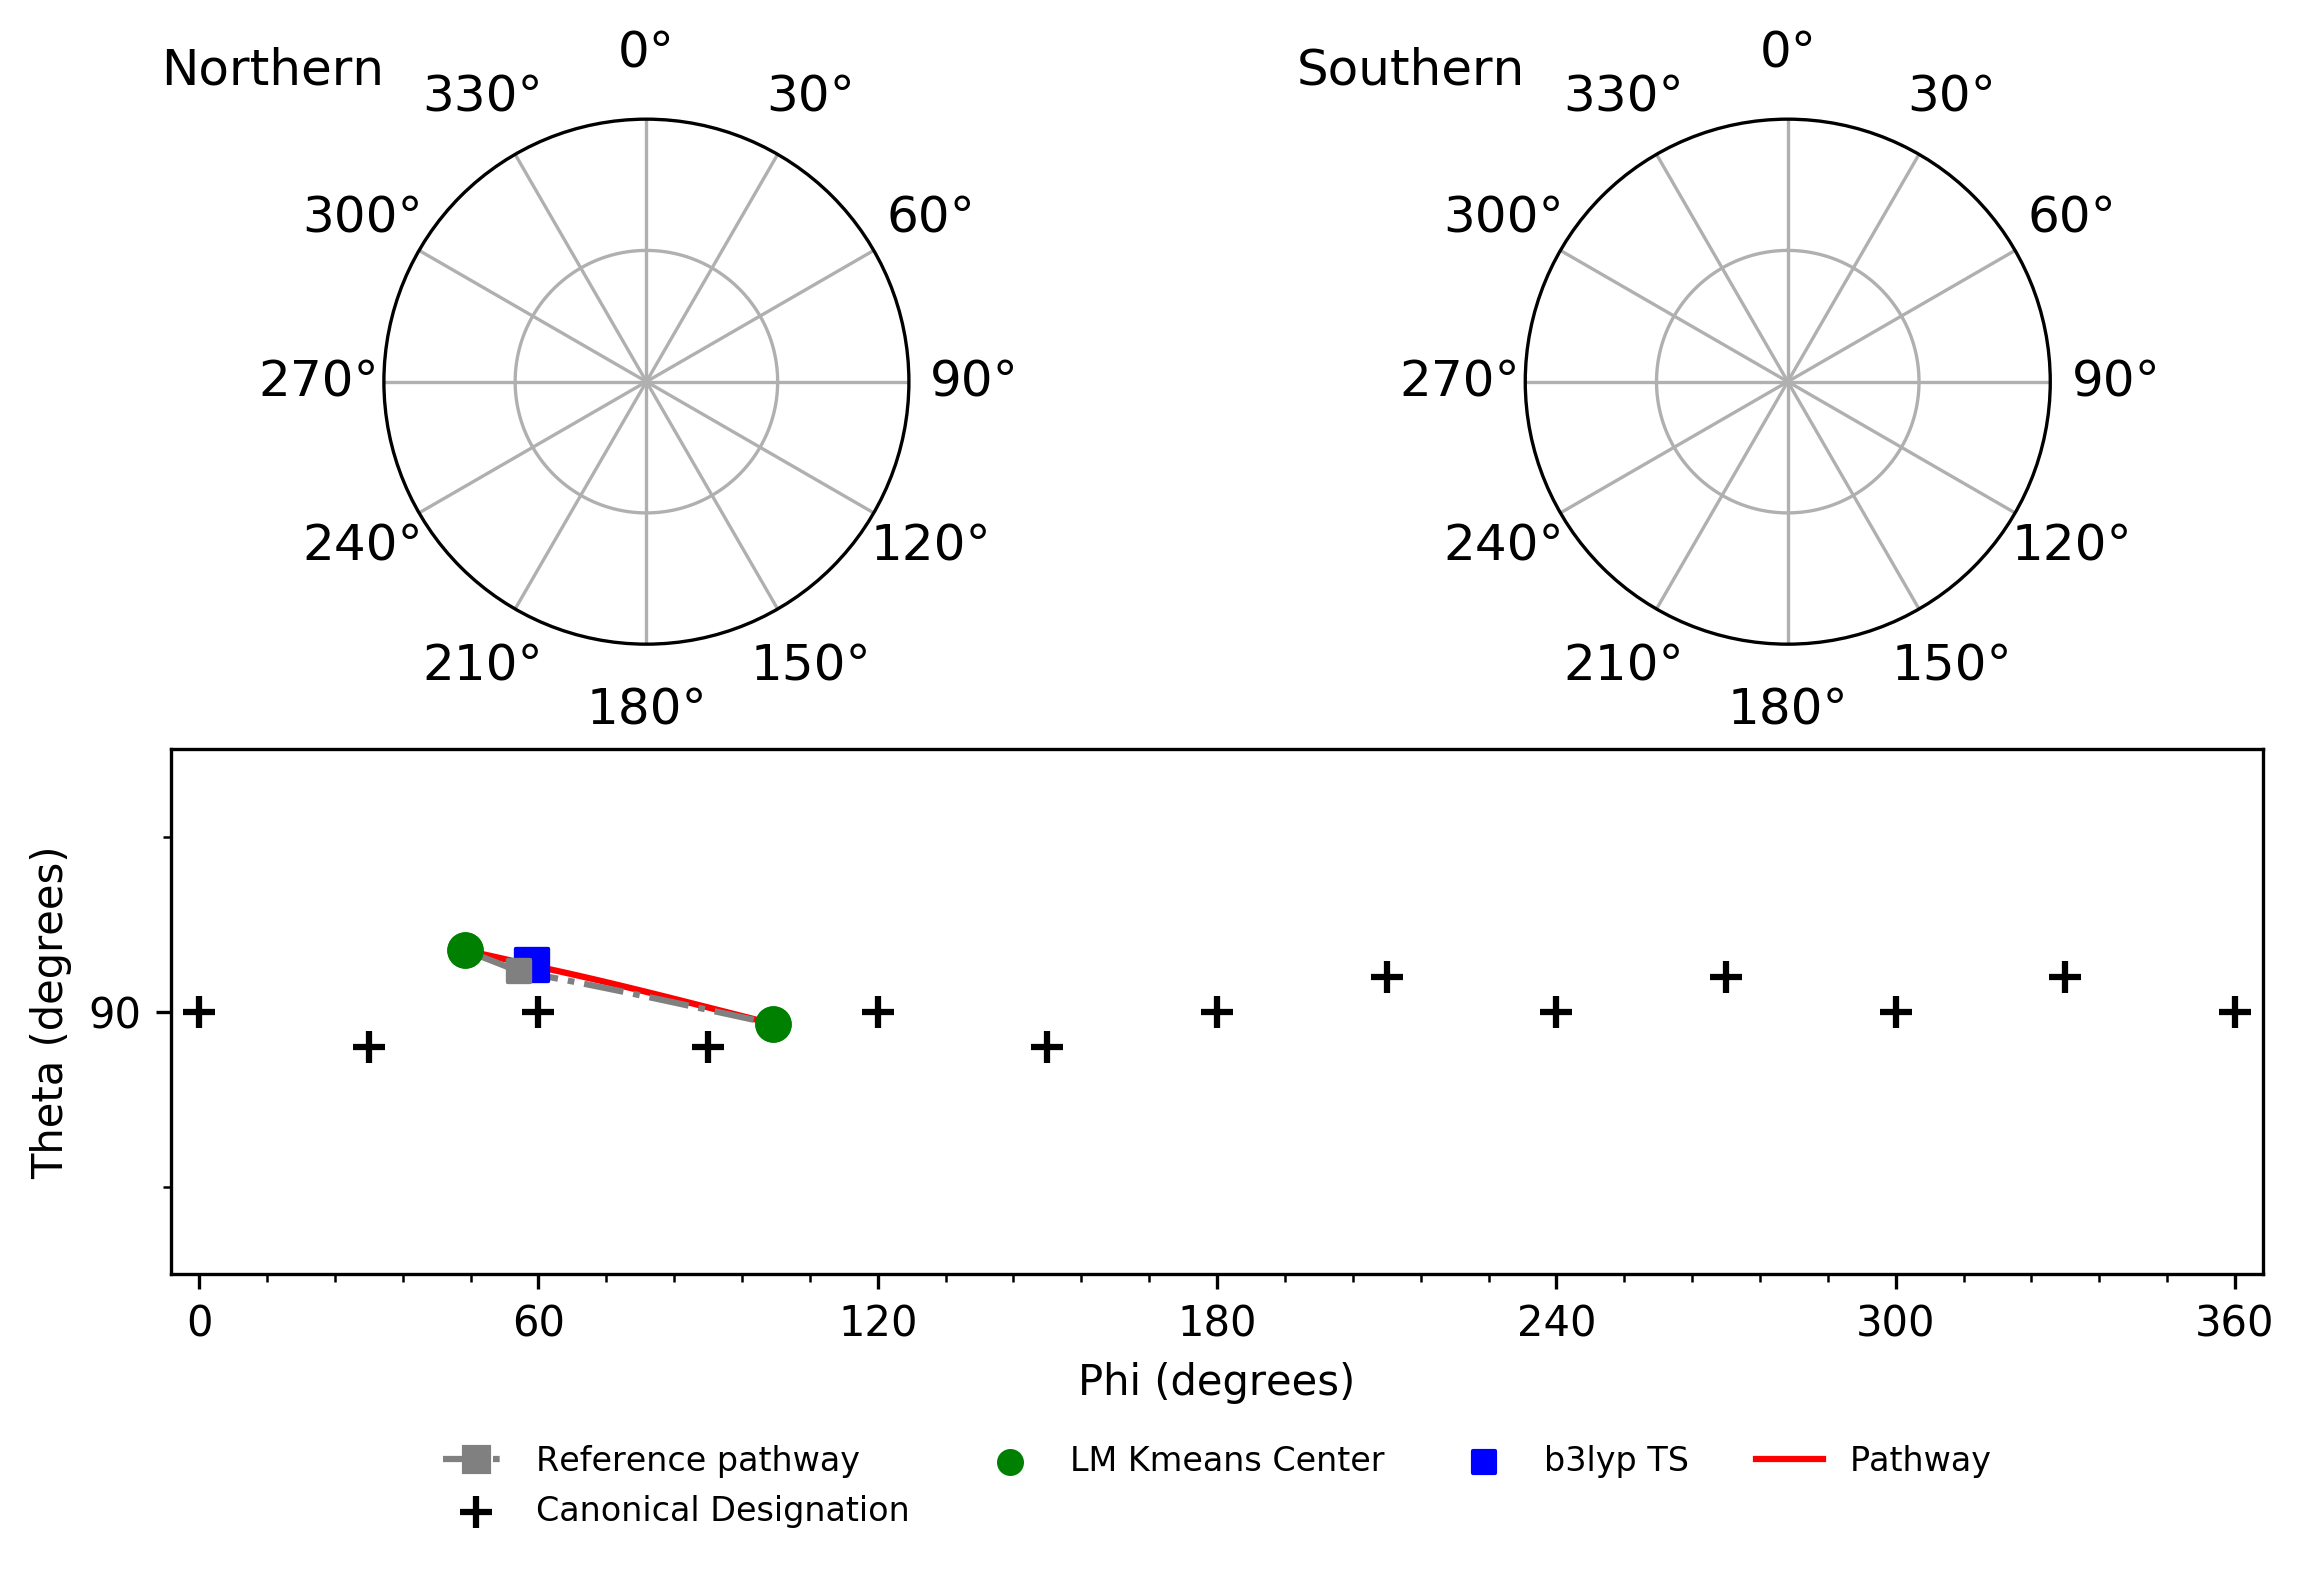 Northern
0°
30°
60°
90°
120°
150°
180°
210°
240°
270°
300°
330°
Southern
0°
30°
60°
90°
120°
150°
180°
210°
240°
270°
300°
330°
Theta (degrees)
90
0 60 120 180 240 300 360
Phi (degrees)
Reference pathway
Canonical Designation
LM Kmeans Center
b3lyp TS
Pathway